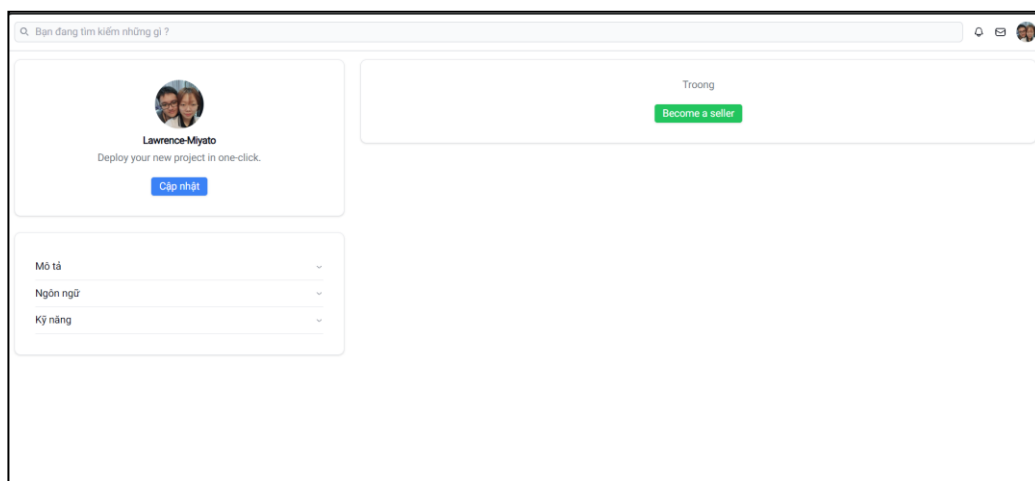 Bạn đang tìm kiếm những gì ?
Lawrence-Miyato
Deploy your new project in one-click.
Cập nhật
Mô tả
Ngôn ngữ
Kỹ năng
Troong
Become a seller